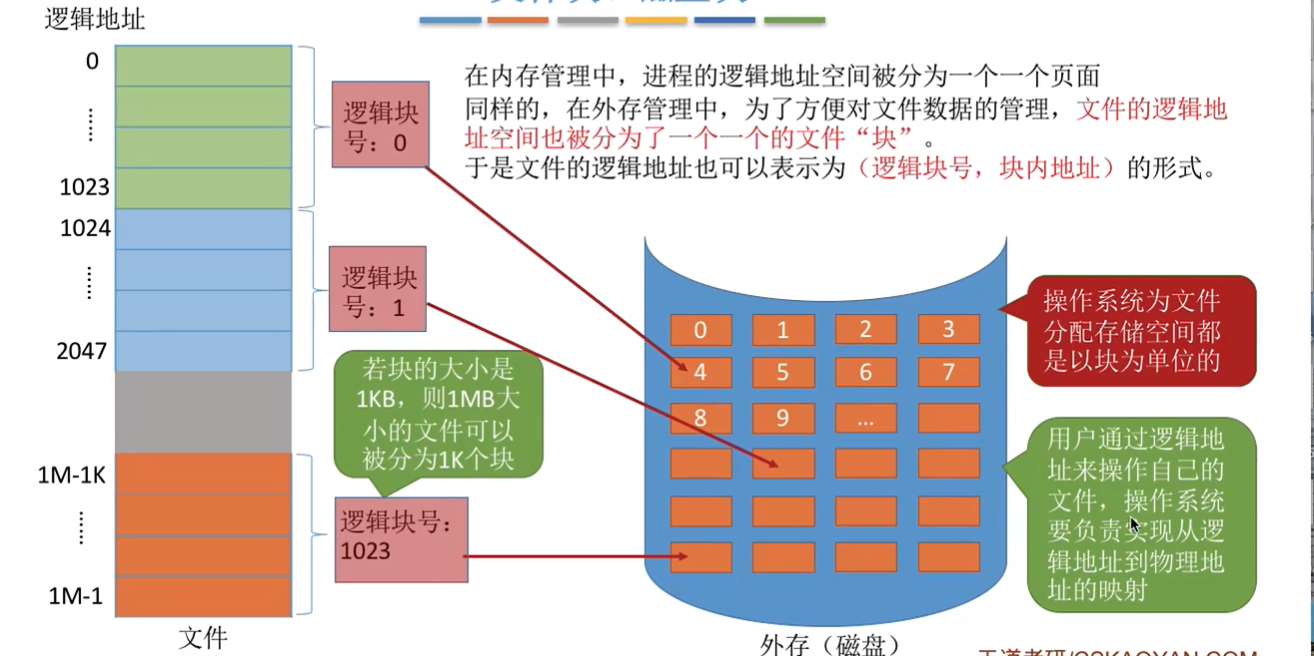 逻辑地址
0
……
1023
1024
……
2047
1M-1K
……
1M-1
文件
逻辑块
号：0
逻辑块
号：1
若块的大小是
1KB，则1MB大
小的文件可以
被分为1K个块
逻辑块号：
1023
在内存管理中，进程的逻辑地址空间被分为一个一个页面
同样的，在外存管理中，为了方便对文件数据的管理，文件的逻辑地
址空间也被分为了一个一个的文件“块”。
于是文件的逻辑地址也可以表示为（逻辑块号，块内地址）的形式。
0 1 2 3
4 5 6 7
8 9 …
外存（磁盘）
操作系统为文件
分配存储空间都
是以块为单位的
用户通过逻辑地
址来操作自己的
文件，操作系统
要负责实现从逻
辑地址到物理地
址的映射
王道考研/CSKAOYAN.COM